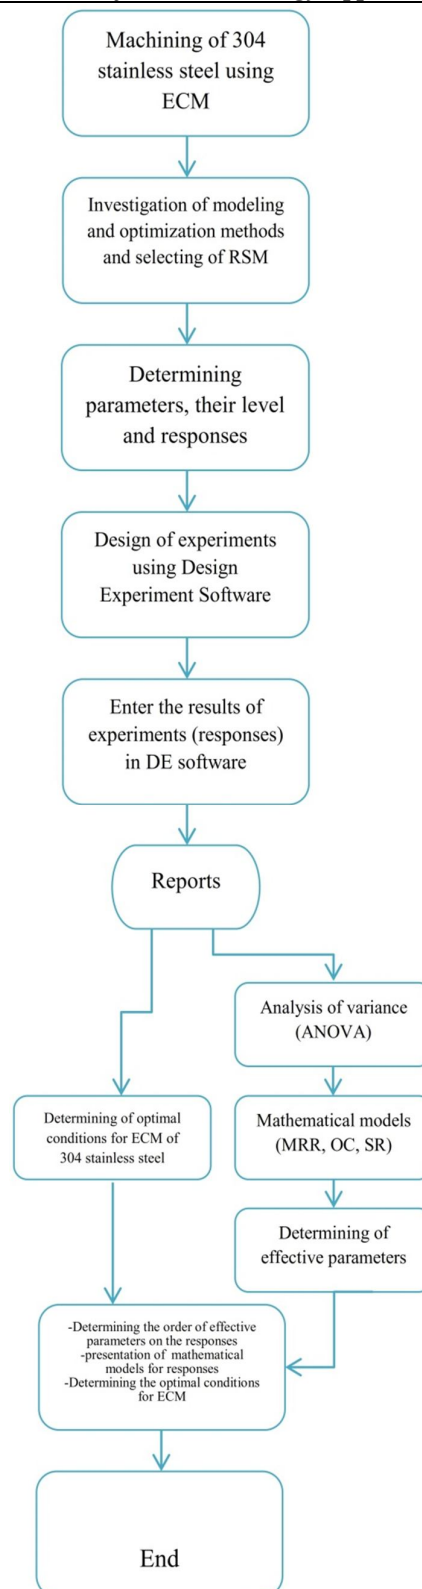 Machining of 304
stainless steel using
ECM
Investigation of modeling
and optimization methods
and selecting of RSM
Determining
parameters, their level
and responses
Design of experiments
using Design
Experiment Software
Enter the results of
experiments (responses)
in DE software
Reports
Analysis of variance
(ANOVA)
Determining of optimal
conditions for ECM of
304 stainless steel
Mathematical models
(MRR, OC, SR)
Determining of
effective parameters
-Determining the order of effective
parameters on the responses
-presentation of mathematical
models for responses
-Determining the optimal conditions
for ECM
End